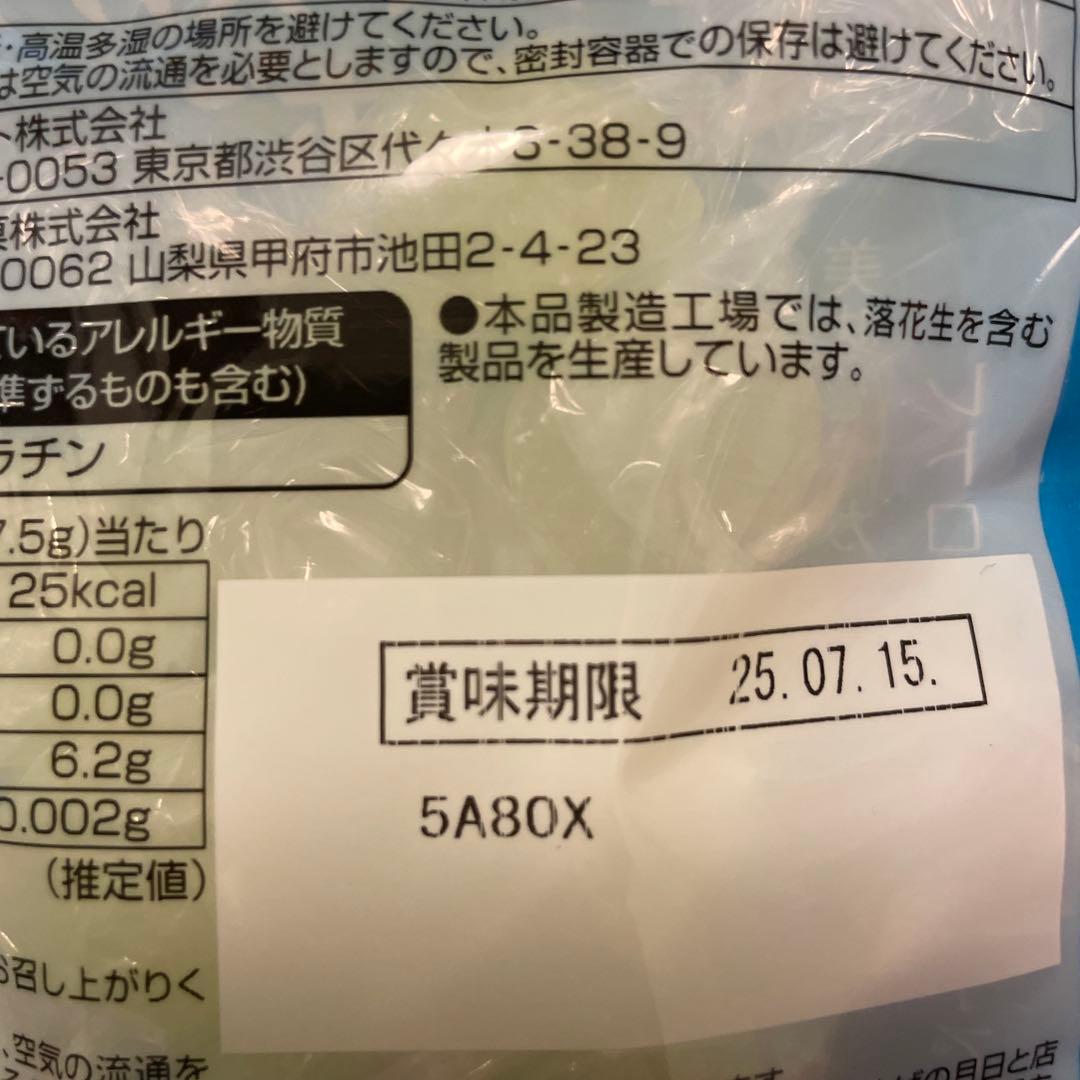 ・高温多湿の場所を避けてください。
は空気の流通を必要としますので、密封容器での保存は避けてください。
ト株式会社
-0053 東京都渋谷区代々木3-38-9
株式会社
0062 山梨県甲府市池田2-4-23
ているアレルギー物質
準ずるものも含む)
ラチン
●本品製造工場では、落花生を含む
製品を生産しています。
7.5g)当たり
25kcal
0.0g
0.0g
6.2g
0.002g
(推定値)
賞味期限 25.07.15.
5A80X
お召し上がりく
、空気の流通を
の月日と店